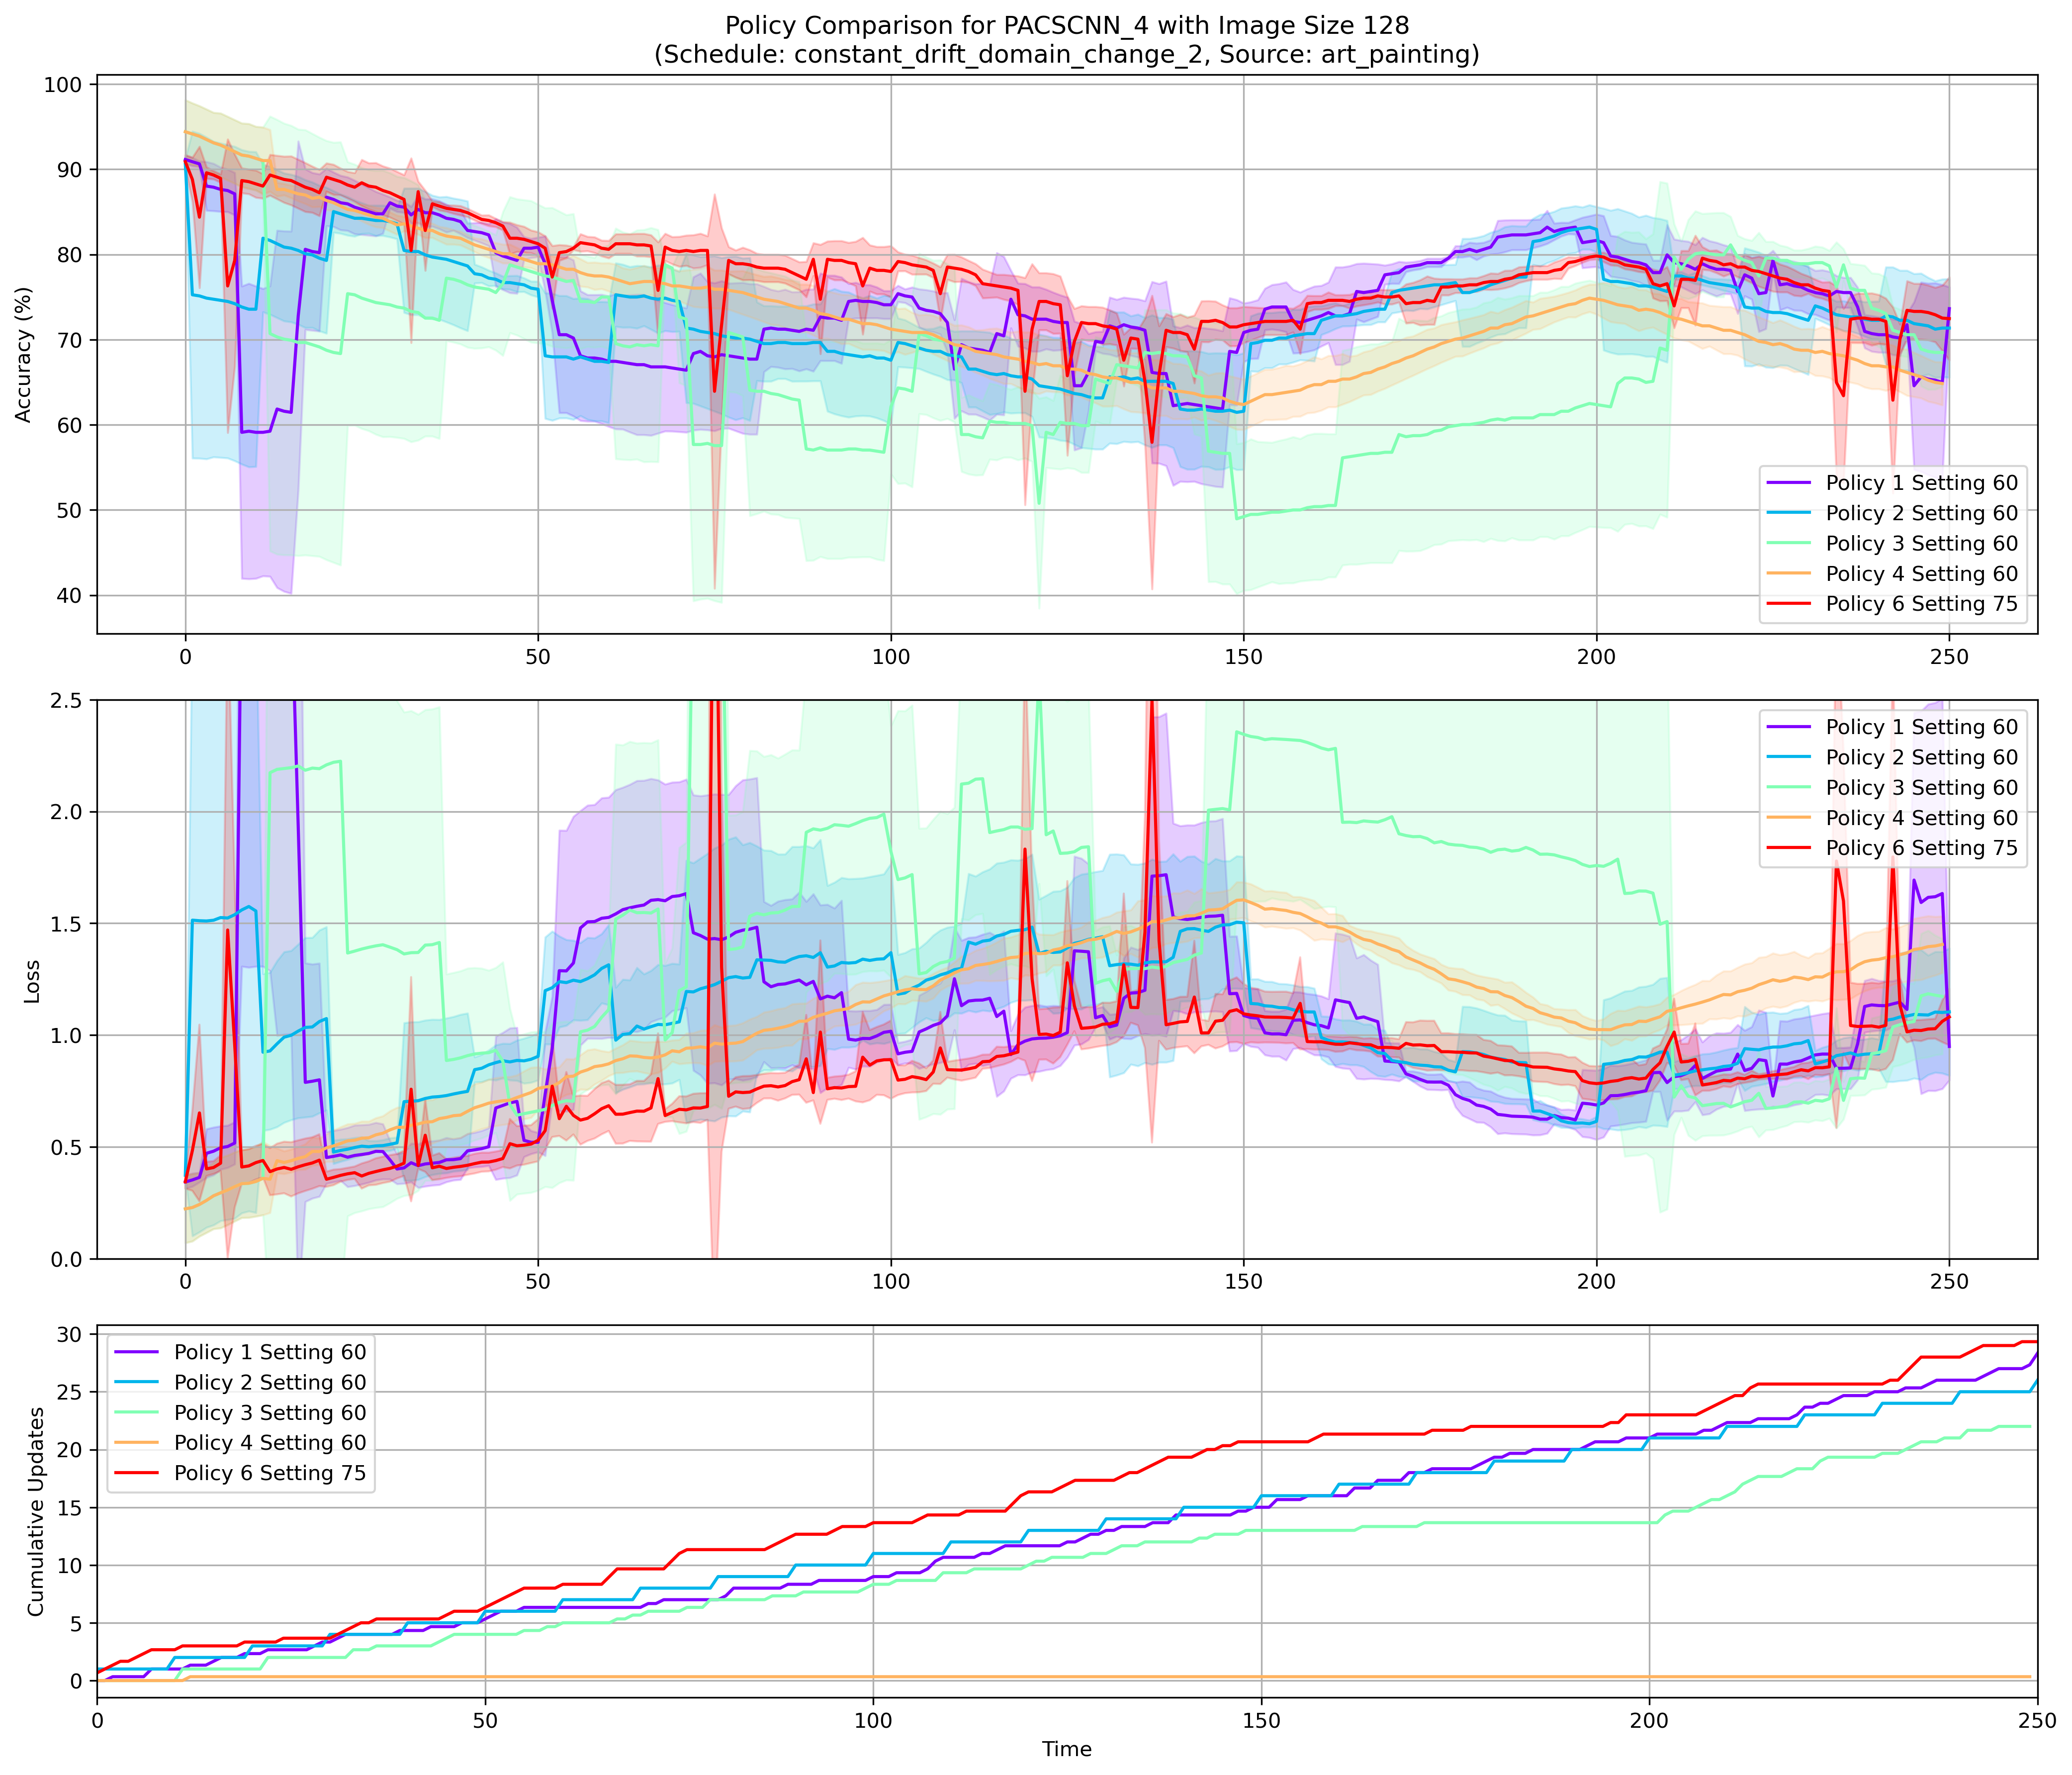 Policy Comparison for PACSCNN_4 with Image Size 128
(Schedule: constant_drift_domain_change_2, Source: art_painting)
100
90
80
70
60
50
40
Accuracy (%)
0 50 100 150 200 250
Policy 1 Setting 60
Policy 2 Setting 60
Policy 3 Setting 60
Policy 4 Setting 60
Policy 6 Setting 75
2.5
2.0
1.5
1.0
0.5
0.0
Loss
0 50 100 150 200 250
Policy 1 Setting 60
Policy 2 Setting 60
Policy 3 Setting 60
Policy 4 Setting 60
Policy 6 Setting 75
30
25
20
15
10
5
0
Cumulative Updates
Policy 1 Setting 60
Policy 2 Setting 60
Policy 3 Setting 60
Policy 4 Setting 60
Policy 6 Setting 75
0 50 100 150 200 250
Time